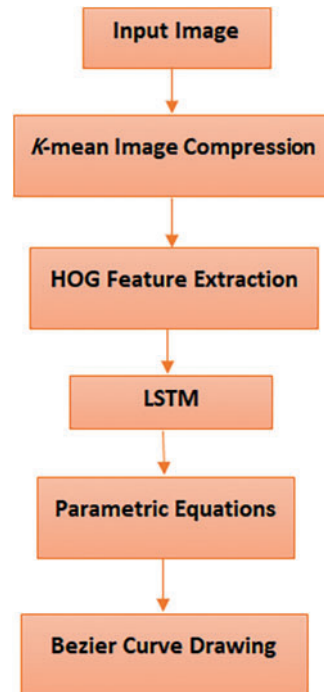 Input Image
K-mean Image Compression
HOG Feature Extraction
LSTM
Parametric Equations
Bezier Curve Drawing